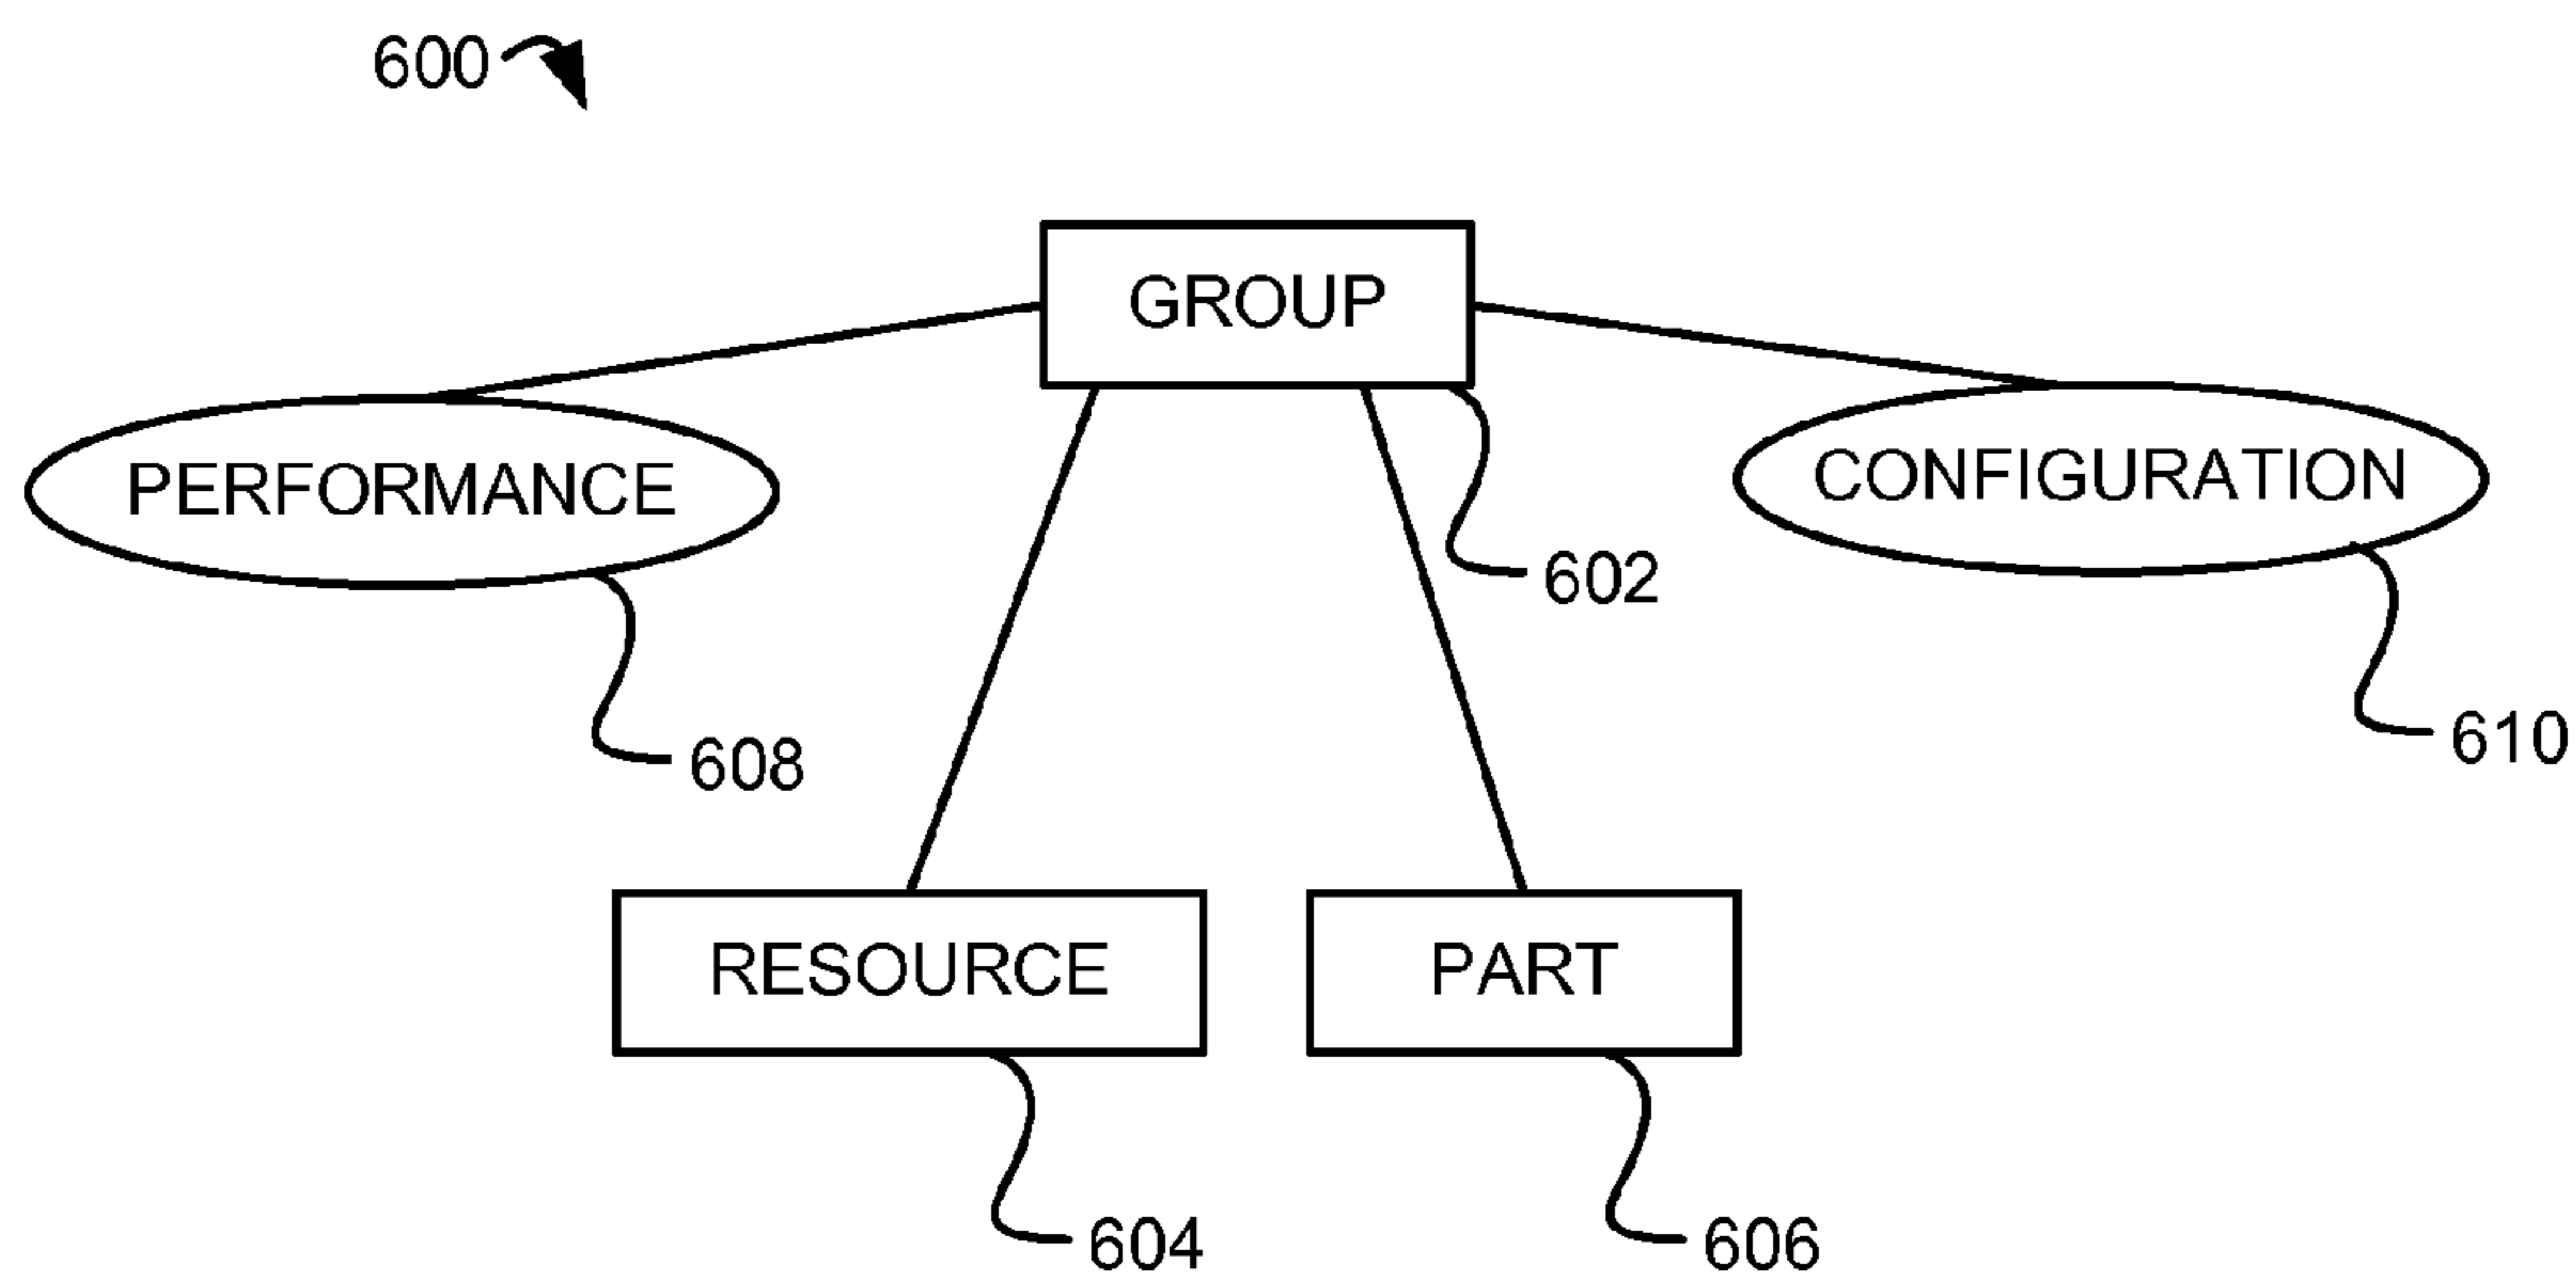 600
GROUP
PERFORMANCE
CONFIGURATION
602
608
610
RESOURCE
PART
604
606